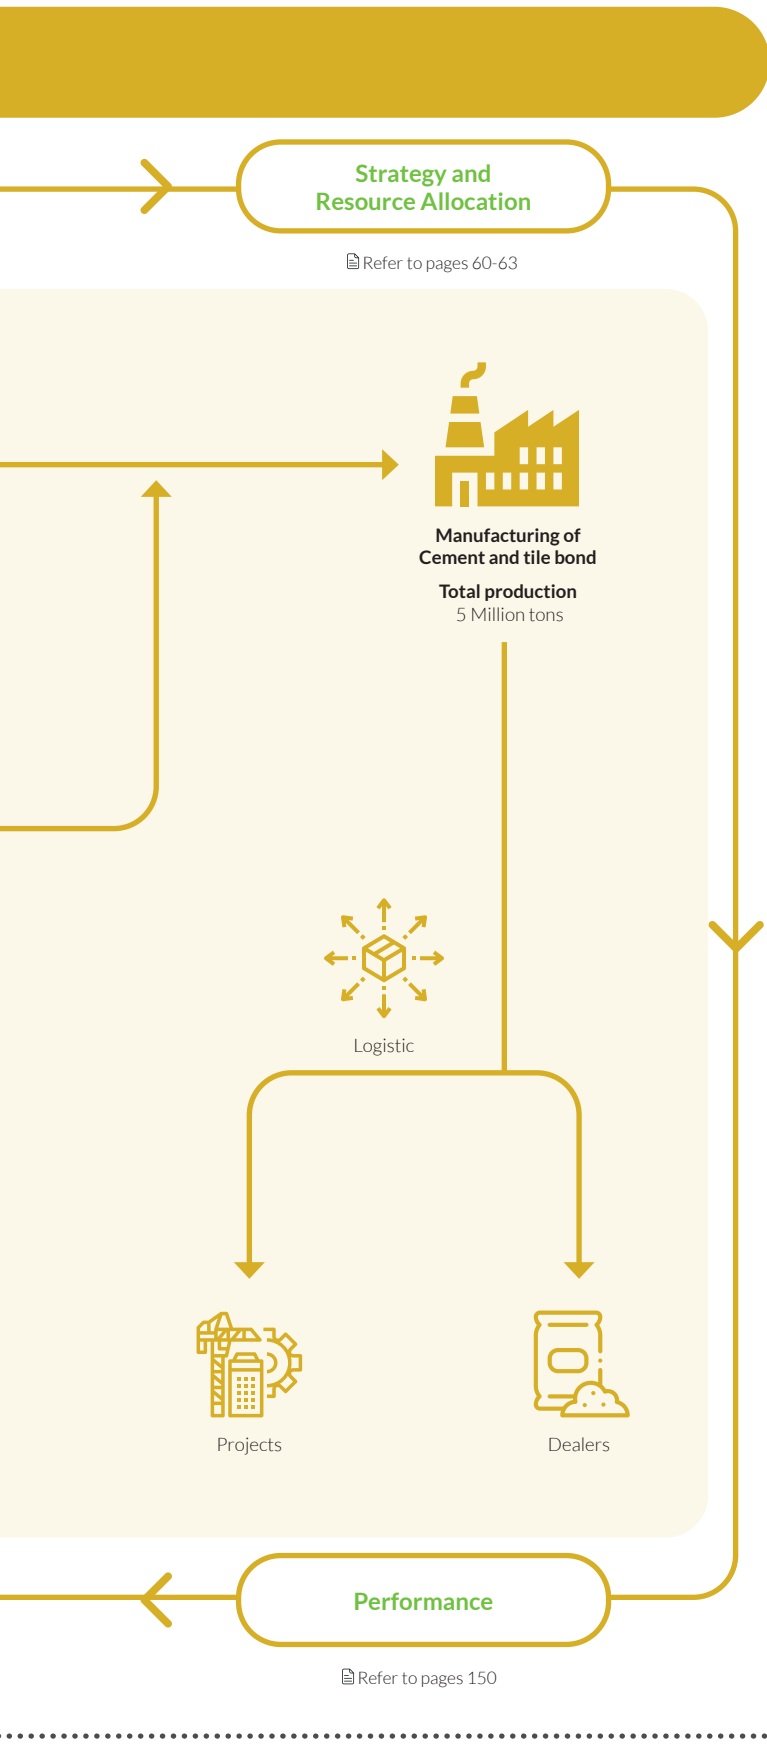 Strategy and
Resource Allocation
Refer to pages 60-63
Manufacturing of
Cement and tile bond
Total production
5 Million tons
Logistic
Projects
Dealers
Performance
Refer to pages 150